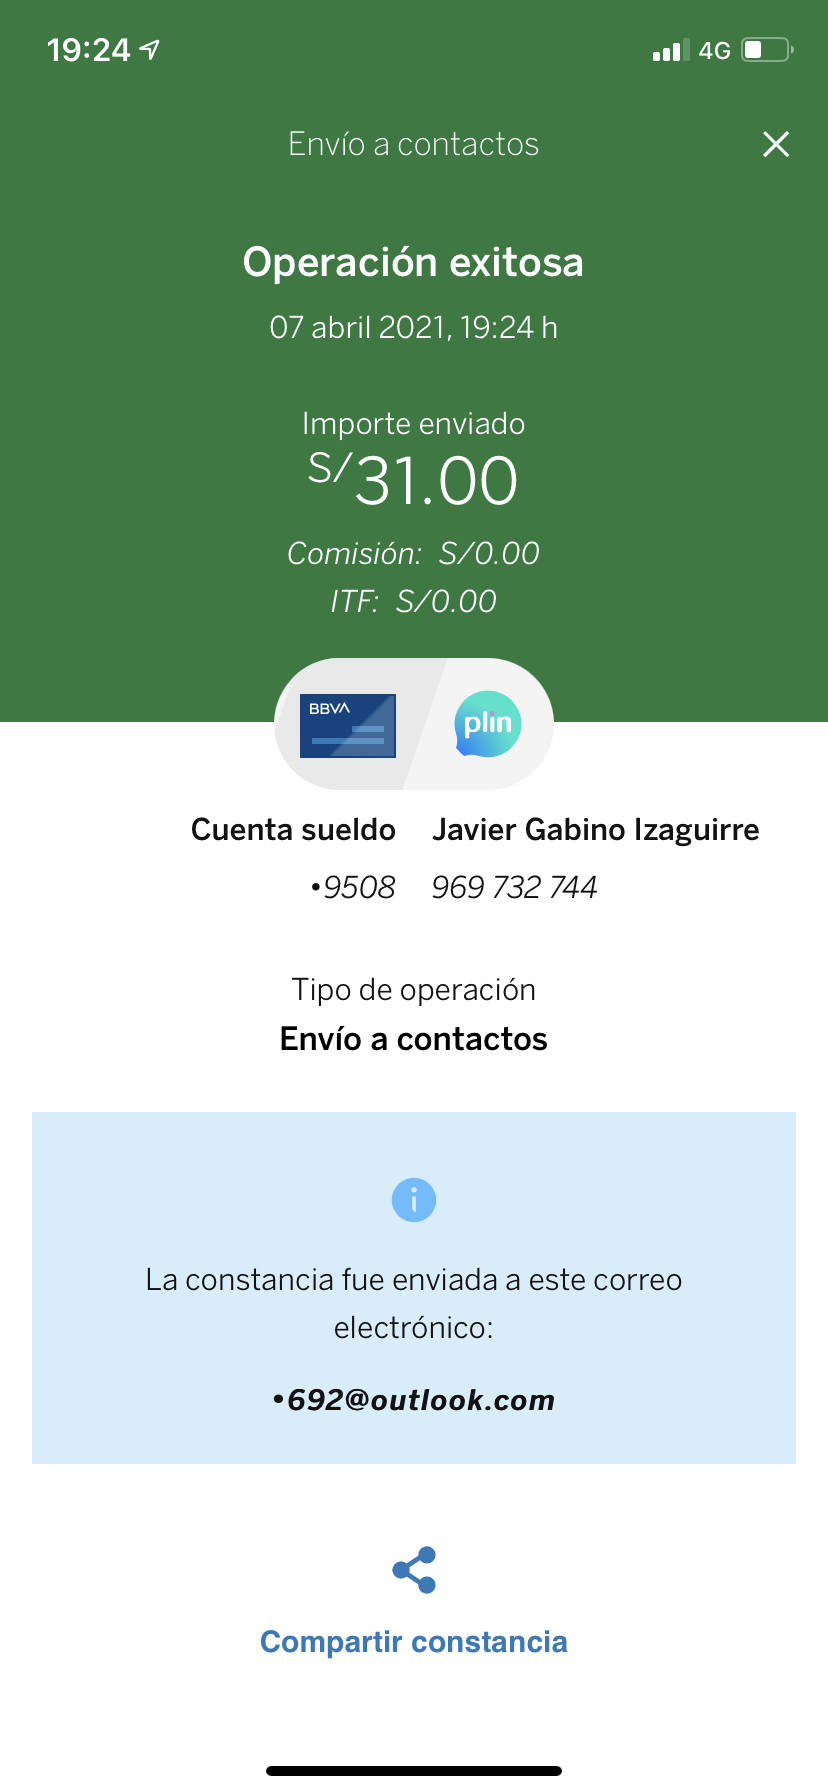 19:24
4G
Envío a contactos
Operación exitosa
07 abril 2021, 19:24 h
Importe enviado
S/31.00
Comisión: S/0.00
ITF: S/0.00
BBVA
plin
Cuenta sueldo
•9508
Javier Gabino Izaguirre
969 732 744
Tipo de operación
Envío a contactos
La constancia fue enviada a este correo
electrónico:
•692@outlook.com
Compartir constancia